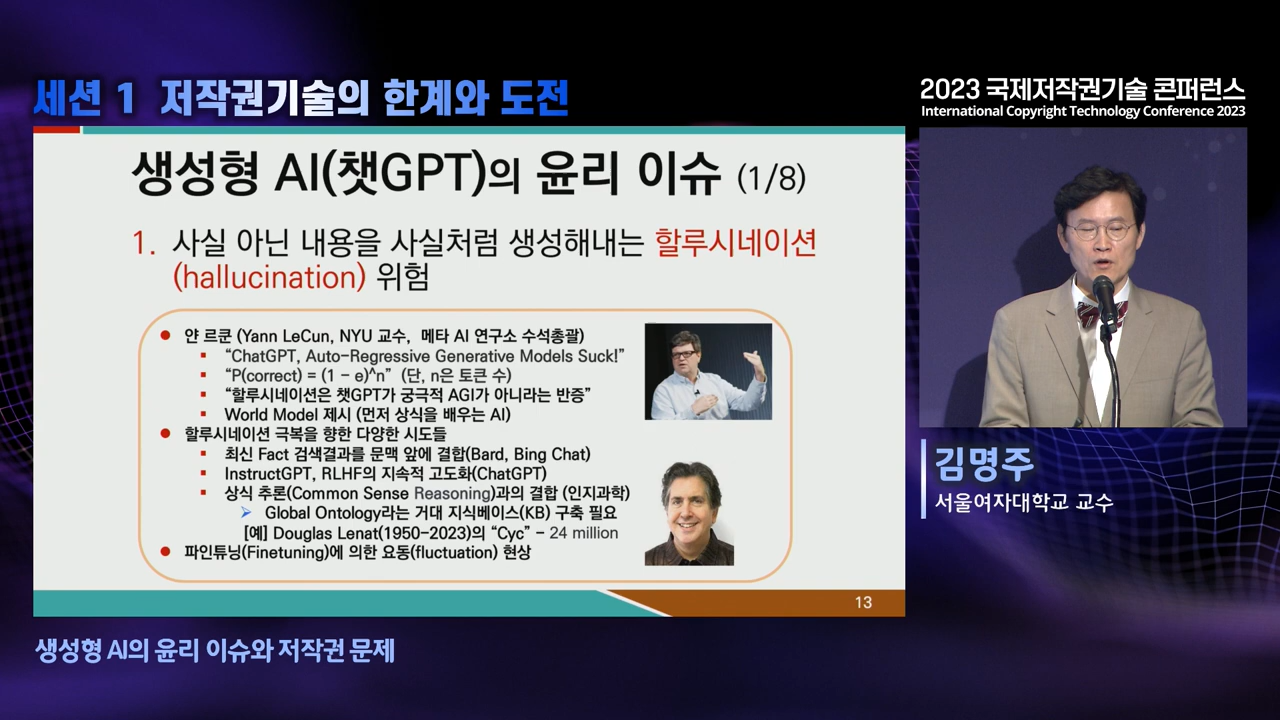 세션 1 저작권기술의 한계와 도전
2023 국제저작권기술 콘퍼런스
International Copyright Technology Conference 2023
생성형 AI(챗GPT)의 윤리 이슈 (1/8)
1. 사실 아닌 내용을 사실처럼 생성해내는 할루시네이션
(hallucination) 위험
● 얀 르쿤 (Yann LeCun, NYU 교수, 메타 AI 연구소 수석총괄)
▪ “ChatGPT, Auto-Regressive Generative Models Suck!”
▪ “P(correct) = (1 – e)^n” (단, n은 토큰 수)
▪ “할루시네이션은 챗GPT가 궁극적 AGI가 아니라는 반증”
▪ World Model 제시 (먼저 상식을 배우는 AI)
● 할루시네이션 극복을 향한 다양한 시도들
▪ 최신 Fact 검색결과를 문맥 앞에 결합(Bard, Bing Chat)
▪ InstructGPT, RLHF의 지속적 고도화(ChatGPT)
▪ 상식 추론(Common Sense Reasoning)과의 결합 (인지과학)
➢ Global Ontology라는 거대 지식베이스(KB) 구축 필요
[예] Douglas Lenat(1950-2023)의 “Cyc” – 24 million
● 파인튜닝(Finetuning)에 의한 요동(fluctuation) 현상
13
김명주
서울여자대학교 교수
생성형 AI의 윤리 이슈와 저작권 문제